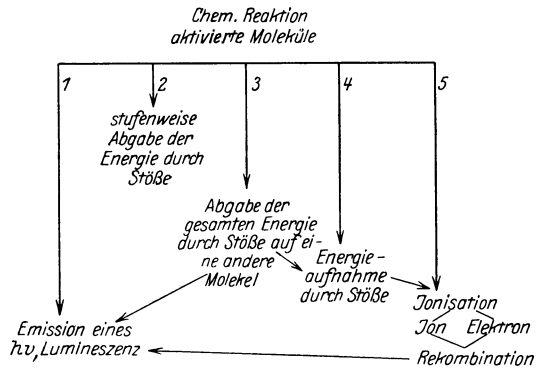 Chem. Reaktion
aktivierte Moleküle
1
2
3
4
5
stufenweise
Abgabe der
Energie durch
Stöße
Abgabe der
gesamten Energie
durch Stöße auf ei-
ne andere
Molekel
Energie-
aufnahme
durch Stöße
Jonisation
Jon Elektron
Rekombination
Emission eines
hν, Lumineszenz